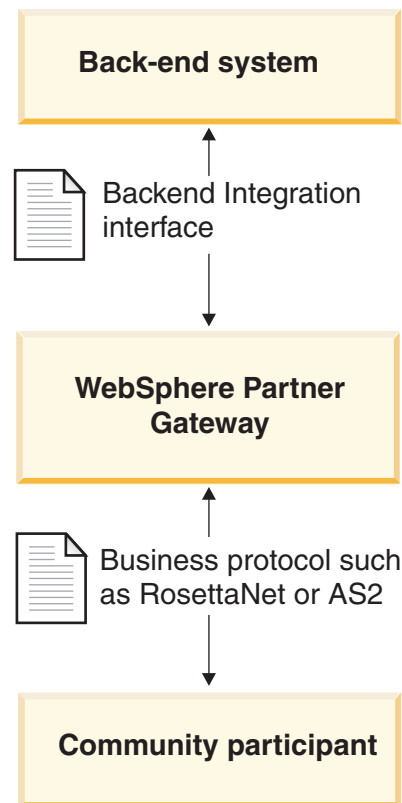 Back-end system
Backend Integration
interface
WebSphere Partner
Gateway
Business protocol such
as RosettaNet or AS2
Community participant